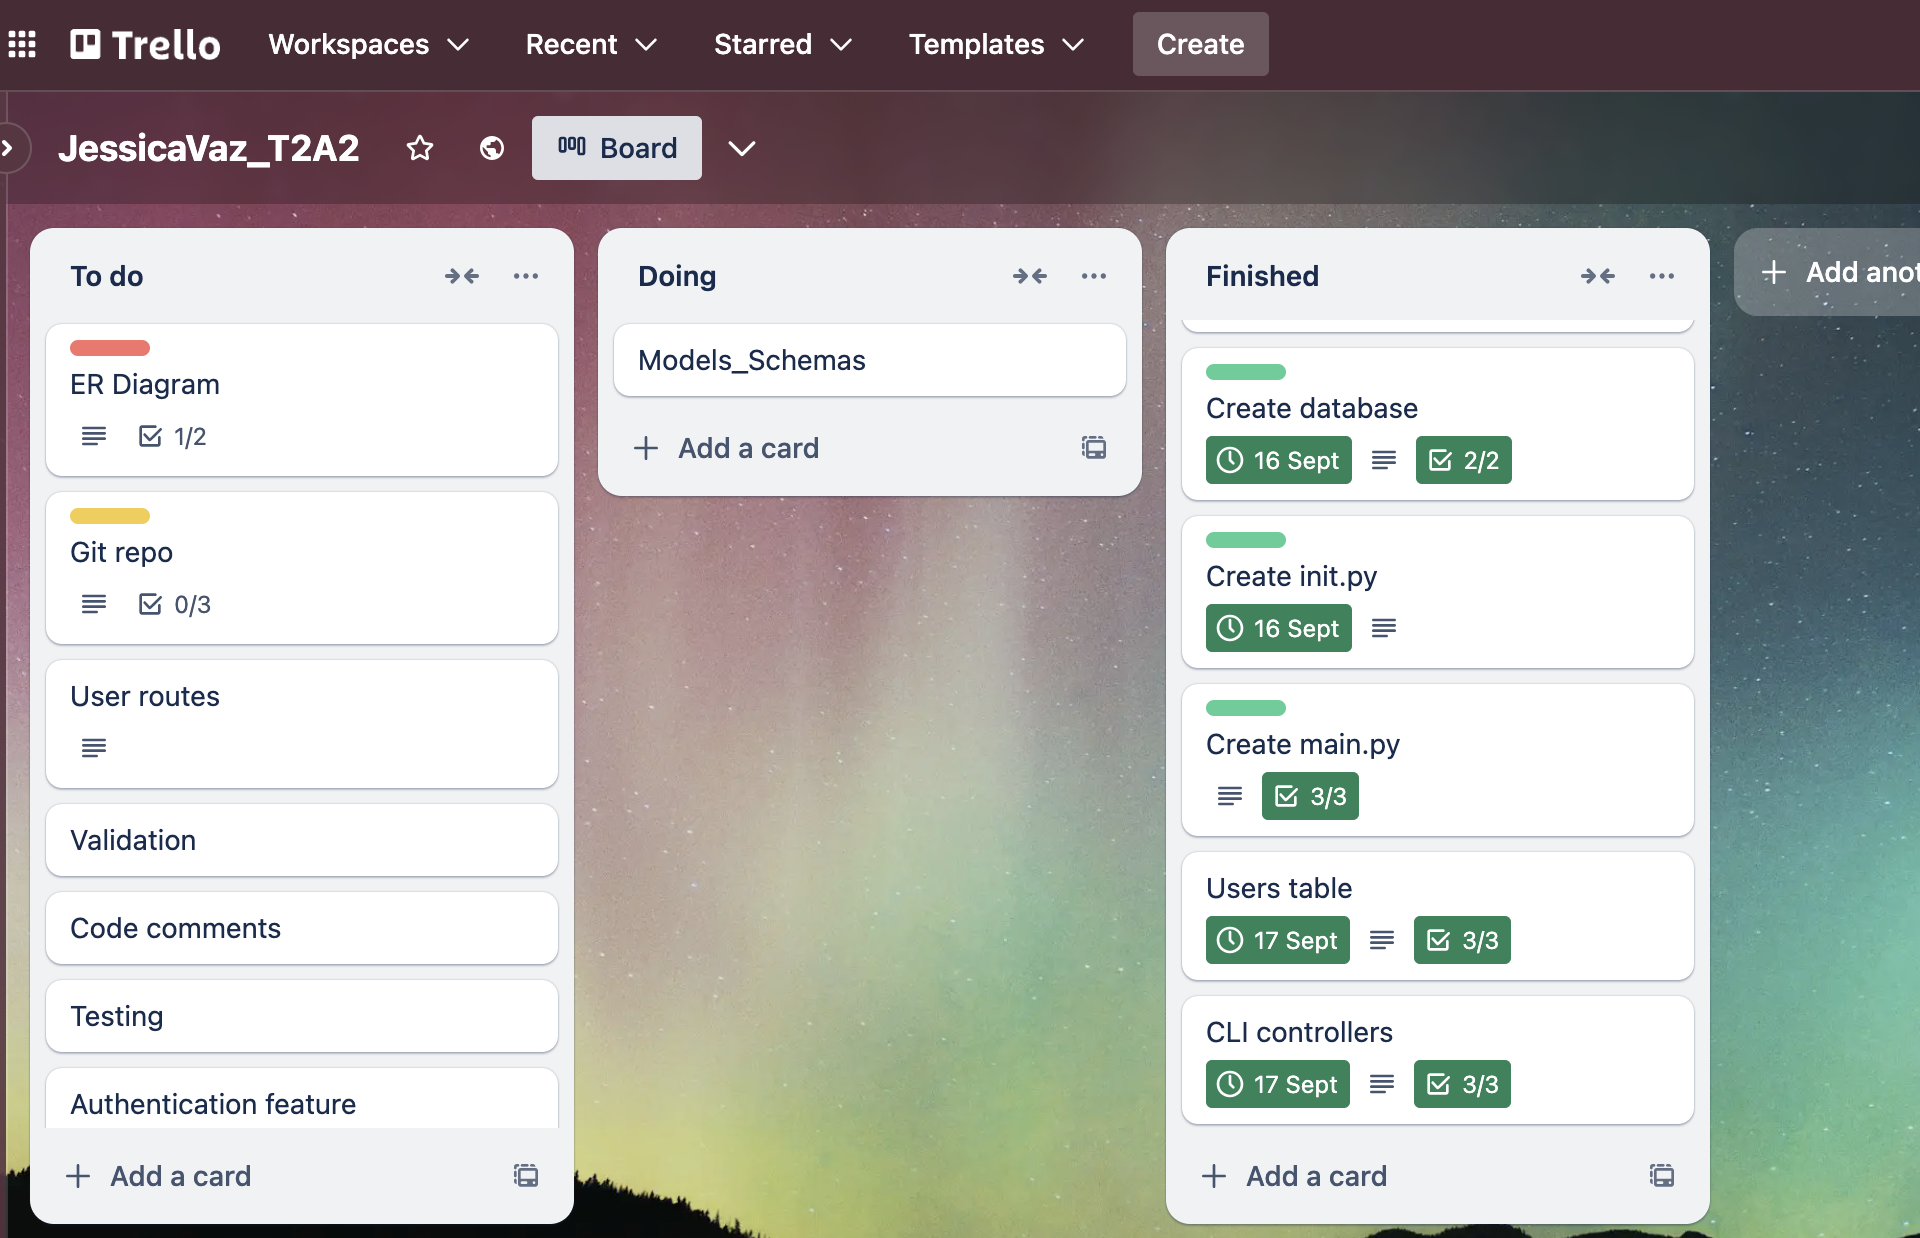 Trello
Workspaces
Recent
Starred
Templates
Create
JessicaVaz_T2A2
Board
To do
ER Diagram
1/2
Git repo
0/3
User routes
Validation
Code comments
Testing
Authentication feature
Add a card
Doing
Models_Schemas
Add a card
Finished
Create database
16 Sept
2/2
Create init.py
16 Sept
Create main.py
3/3
Users table
17 Sept
3/3
CLI controllers
17 Sept
3/3
Add a card
Add anot